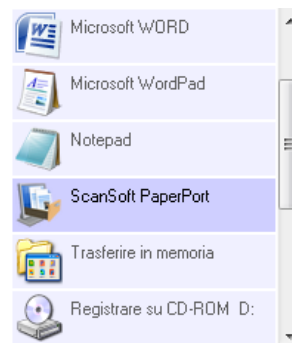 Microsoft WORD
Microsoft WordPad
Notepad
ScanSoft PaperPort
Trasferire in memoria
Registrare su CD-ROM D: